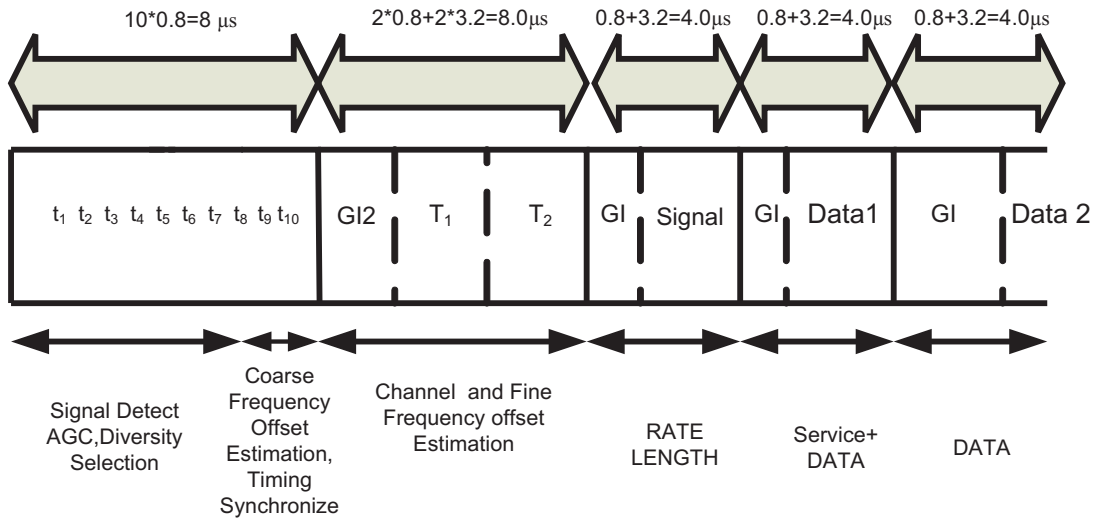 10*0.8=8 μs
2*0.8+2*3.2=8.0μs
0.8+3.2=4.0μs
0.8+3.2=4.0μs
0.8+3.2=4.0μs
t₁ t₂ t₃ t₄ t₅ t₆ t₇ t₈ t₉ t₁₀
GI2
T₁
T₂
GI
Signal
GI
Data1
GI
Data 2
Signal Detect
AGC,Diversity
Selection
Coarse
Frequency
Offset
Estimation,
Timing
Synchronize
Channel and Fine
Frequency offset
Estimation
RATE
LENGTH
Service+
DATA
DATA